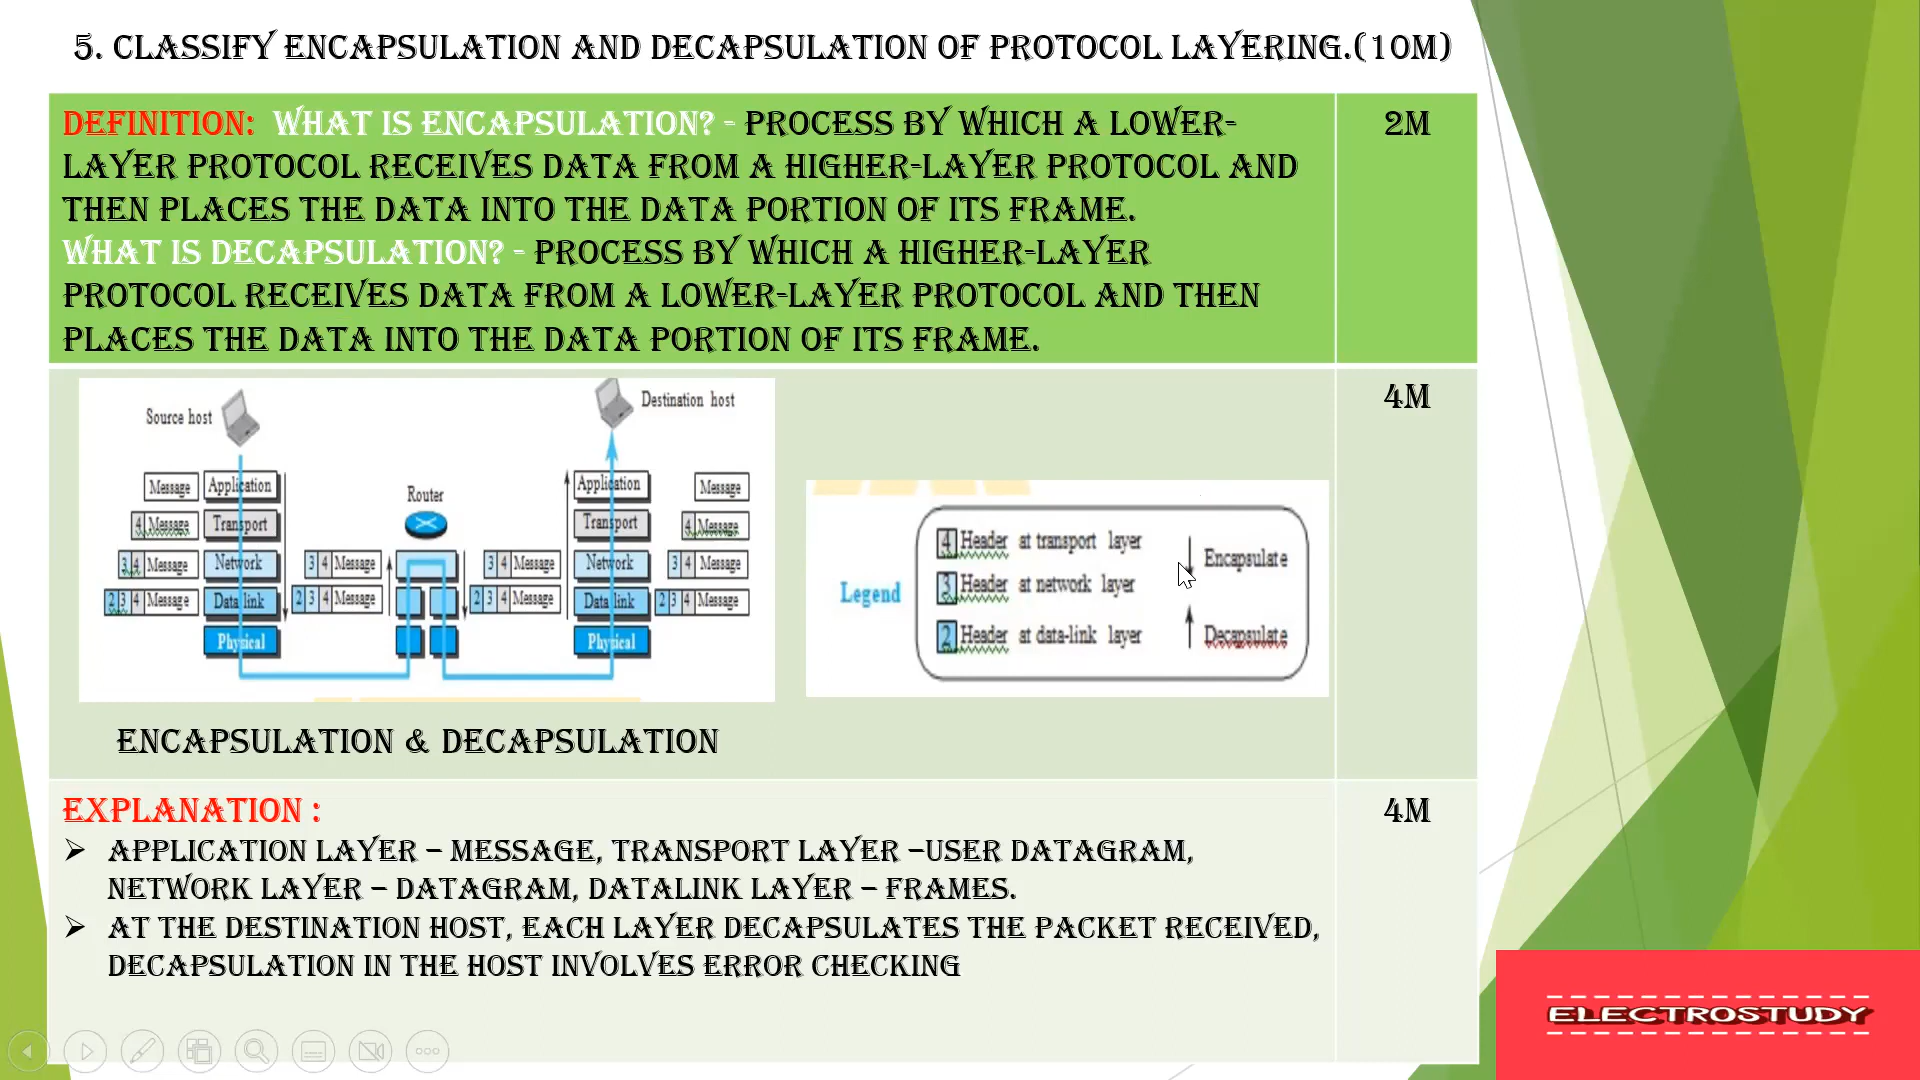 5. CLASSIFY ENCAPSULATION AND DECAPSULATION OF PROTOCOL LAYERING.(10M)
DEFINITION: WHAT IS ENCAPSULATION? - PROCESS BY WHICH A LOWER-
LAYER PROTOCOL RECEIVES DATA FROM A HIGHER-LAYER PROTOCOL AND
THEN PLACES THE DATA INTO THE DATA PORTION OF ITS FRAME.
WHAT IS DECAPSULATION? - PROCESS BY WHICH A HIGHER-LAYER
PROTOCOL RECEIVES DATA FROM A LOWER-LAYER PROTOCOL AND THEN
PLACES THE DATA INTO THE DATA PORTION OF ITS FRAME.
2M
Source host
Destination host
Message Application
Router
Application Message
4 Message Transport
Transport 4 Message
3 4 Message Network
3 4 Message
3 4 Message
Network 3 4 Message
2 3 4 Message Data link
2 3 4 Message
2 3 4 Message
Data link 2 3 4 Message
Physical
Physical
Legend
4 Header at transport layer
3 Header at network layer
2 Header at data-link layer
Encapsulate
Decapsulate
4M
ENCAPSULATION & DECAPSULATION
EXPLANATION :
4M
➢ APPLICATION LAYER – MESSAGE, TRANSPORT LAYER –USER DATAGRAM,
NETWORK LAYER – DATAGRAM, DATALINK LAYER – FRAMES.
➢ AT THE DESTINATION HOST, EACH LAYER DECAPSULATES THE PACKET RECEIVED,
DECAPSULATION IN THE HOST INVOLVES ERROR CHECKING
ELECTROSTUDY